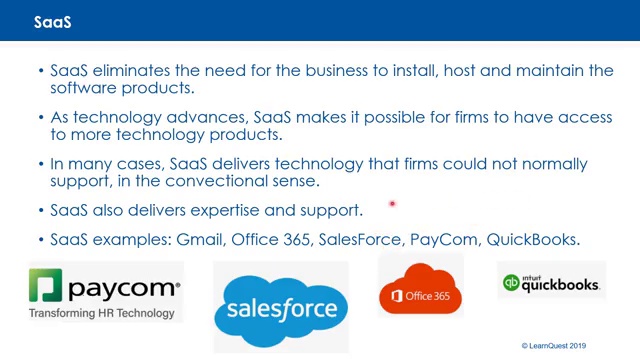 SaaS
• SaaS eliminates the need for the business to install, host and maintain the
software products.
• As technology advances, SaaS makes it possible for firms to have access
to more technology products.
• In many cases, SaaS delivers technology that firms could not normally
support, in the convectional sense.
• SaaS also delivers expertise and support.
• SaaS examples: Gmail, Office 365, SalesForce, PayCom, QuickBooks.
paycom®
Transforming HR Technology
salesforce
Office 365
qb intuit quickbooks.
© LearnQuest 2019